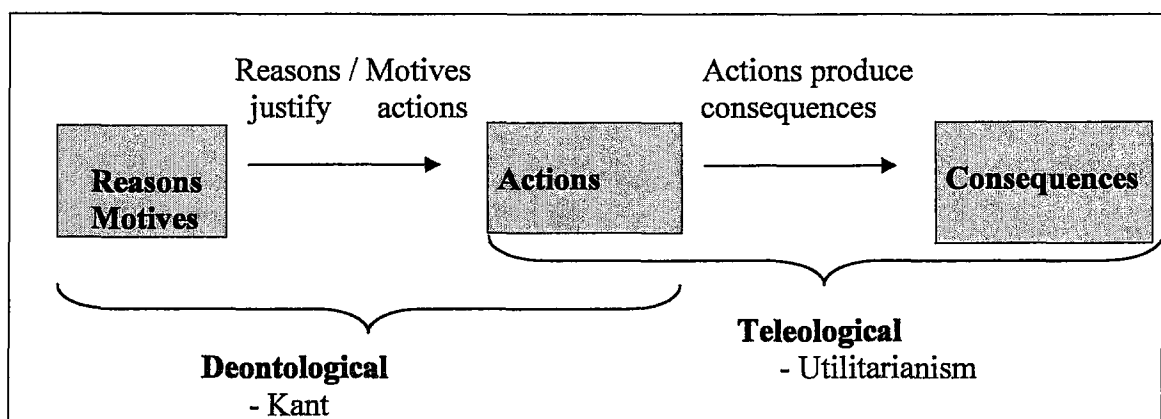 Reasons / Motives
justify actions
Actions produce
consequences
Reasons
Motives
Actions
Consequences
Deontological
- Kant
Teleological
- Utilitarianism